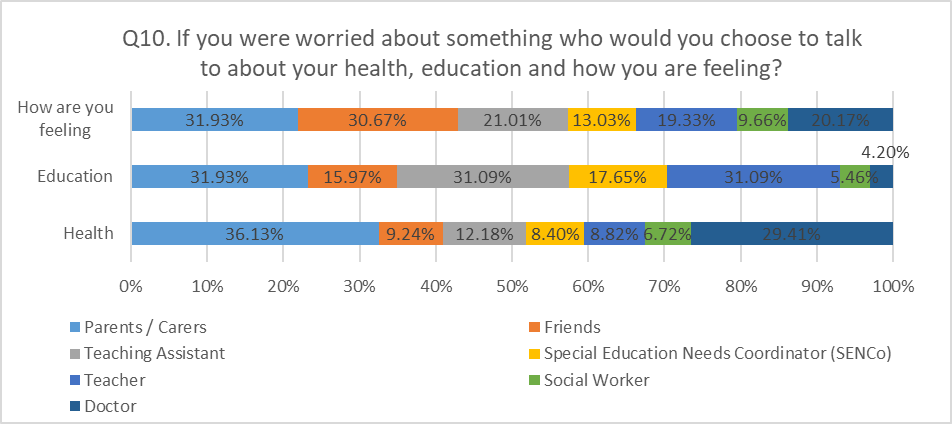 Q10. If you were worried about something who would you choose to talk
to about your health, education and how you are feeling?
How are you
feeling
31.93% 30.67% 21.01% 13.03% 19.33% 9.66% 20.17%
4.20%
Education
31.93% 15.97% 31.09% 17.65% 31.09% 5.46%
Health
36.13% 9.24% 12.18% 8.40% 8.82% 6.72% 29.41%
0% 10% 20% 30% 40% 50% 60% 70% 80% 90% 100%
Parents / Carers
Friends
Teaching Assistant
Special Education Needs Coordinator (SENCo)
Teacher
Social Worker
Doctor